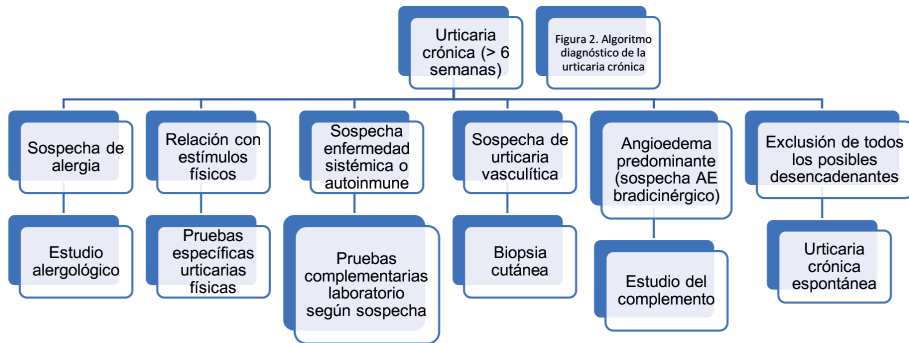 Urticaria
crónica (> 6
semanas)
Figura 2. Algoritmo
diagnóstico de la
urticaria crónica
Sospecha de
alergia
Relación con
estímulos
físicos
Sospecha
enfermedad
sistémica o
autoinmune
Sospecha de
urticaria
vasculítica
Angioedema
predominante
(sospecha AE
bradicinérgico)
Exclusión de todos
los posibles
desencadenantes
Estudio
alergológico
Pruebas
específicas
urticarias
físicas
Pruebas
complementarias
laboratorio
según sospecha
Biopsia
cutánea
Estudio del
complemento
Urticaria
crónica
espontánea